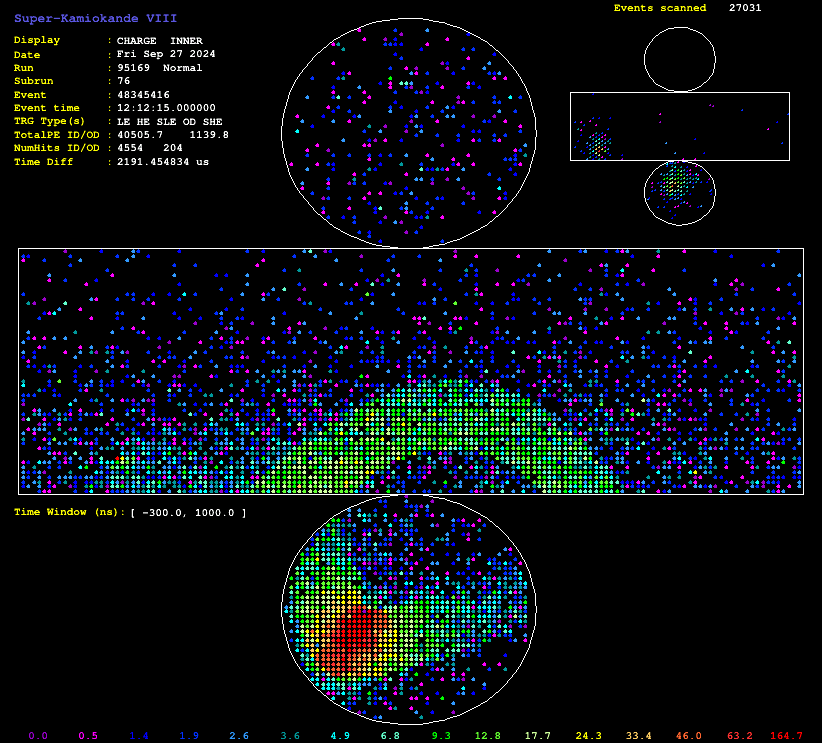 Super-Kamiokande VIII
Events scanned 27031
Display : CHARGE INNER
Date : Fri Sep 27 2024
Run : 95169 Normal
Subrun : 76
Event : 48345416
Event time : 12:12:15.000000
TRG Type(s) : LE HE SLE OD SHE
TotalPE ID/OD : 40505.7 1139.8
NumHits ID/OD : 4554 204
Time Diff : 2191.454834 us
Time Window (ns): [ -300.0, 1000.0 ]
0.0 0.5 1.4 1.9 2.6 3.6 4.9 6.8 9.3 12.8 17.7 24.3 33.4 46.0 63.2 164.7